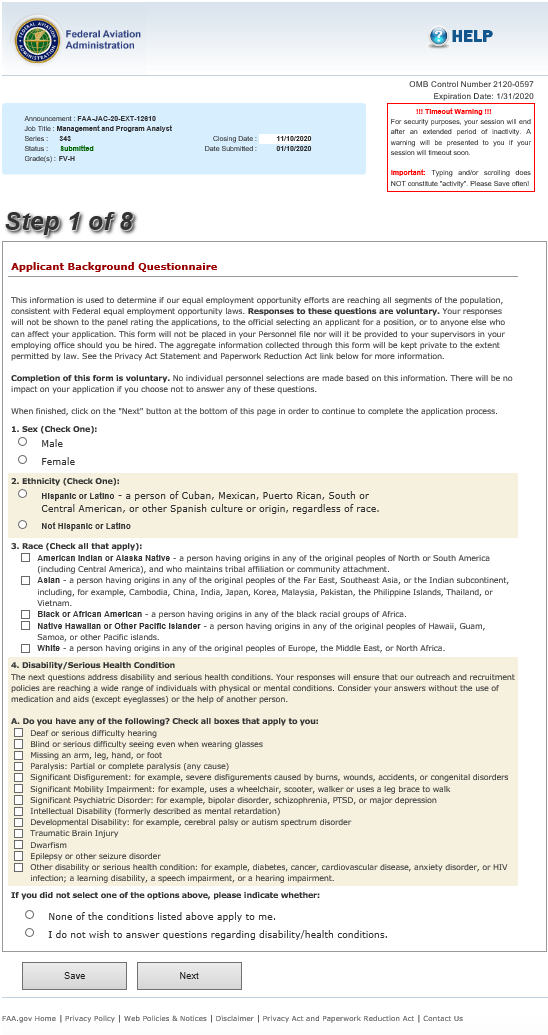 Federal Aviation
Administration
HELP
OMB Control Number 2120-0597
Expiration Date: 1/31/2020
Announcement : FAA-JAC-20-EXT-12610
Job Title : Management and Program Analyst
Series : 343
Closing Date : 11/10/2020
Status : Submitted
Date Submitted : 01/10/2020
Grade(s) : FV-H
!!! Timeout Warning !!!
For security purposes, your session will end
after an extended period of inactivity. A
warning will be presented to you if your
session will timeout soon.
Important: Typing and/or scrolling does
NOT constitute "activity". Please Save often!
Step 1 of 8
Applicant Background Questionnaire
This information is used to determine if our equal employment opportunity efforts are reaching all segments of the population,
consistent with Federal equal employment opportunity laws. Responses to these questions are voluntary. Your responses
will not be shown to the panel rating the applications, to the official selecting an applicant for a position, or to anyone else who
can affect your application. This form will not be placed in your Personnel file nor will it be provided to your supervisors in your
employing office should you be hired. The aggregate information collected through this form will be kept private to the extent
permitted by law. See the Privacy Act Statement and Paperwork Reduction Act link below for more information.
Completion of this form is voluntary. No individual personnel selections are made based on this information. There will be no
impact on your application if you choose not to answer any of these questions.
When finished, click on the "Next" button at the bottom of this page in order to continue to complete the application process.
1. Sex (Check One):
Male
Female
2. Ethnicity (Check One):
Hispanic or Latino - a person of Cuban, Mexican, Puerto Rican, South or
Central American, or other Spanish culture or origin, regardless of race.
Not Hispanic or Latino
3. Race (Check all that apply):
American Indian or Alaska Native - a person having origins in any of the original peoples of North or South America
(including Central America), and who maintains tribal affiliation or community attachment.
Asian - a person having origins in any of the original peoples of the Far East, Southeast Asia, or the Indian subcontinent,
including, for example, Cambodia, China, India, Japan, Korea, Malaysia, Pakistan, the Philippine Islands, Thailand, or
Vietnam.
Black or African American - a person having origins in any of the black racial groups of Africa.
Native Hawaiian or Other Pacific Islander - a person having origins in any of the original peoples of Hawaii, Guam,
Samoa, or other Pacific islands.
White - a person having origins in any of the original peoples of Europe, the Middle East, or North Africa.
4. Disability/Serious Health Condition
The next questions address disability and serious health conditions. Your responses will ensure that our outreach and recruitment
policies are reaching a wide range of individuals with physical or mental conditions. Consider your answers without the use of
medication and aids (except eyeglasses) or the help of another person.
A. Do you have any of the following? Check all boxes that apply to you:
Deaf or serious difficulty hearing
Blind or serious difficulty seeing even when wearing glasses
Missing an arm, leg, hand, or foot
Paralysis: Partial or complete paralysis (any cause)
Significant Disfigurement: for example, severe disfigurements caused by burns, wounds, accidents, or congenital disorders
Significant Mobility Impairment: for example, uses a wheelchair, scooter, walker or uses a leg brace to walk
Significant Psychiatric Disorder: for example, bipolar disorder, schizophrenia, PTSD, or major depression
Intellectual Disability (formerly described as mental retardation)
Developmental Disability: for example, cerebral palsy or autism spectrum disorder
Traumatic Brain Injury
Dwarfism
Epilepsy or other seizure disorder
Other disability or serious health condition: for example, diabetes, cancer, cardiovascular disease, anxiety disorder, or HIV
infection; a learning disability, a speech impairment, or a hearing impairment.
If you did not select one of the options above, please indicate whether:
None of the conditions listed above apply to me.
I do not wish to answer questions regarding disability/health conditions.
Save Next
FAA.gov Home | Privacy Policy | Web Policies & Notices | Disclaimer | Privacy Act and Paperwork Reduction Act | Contact Us